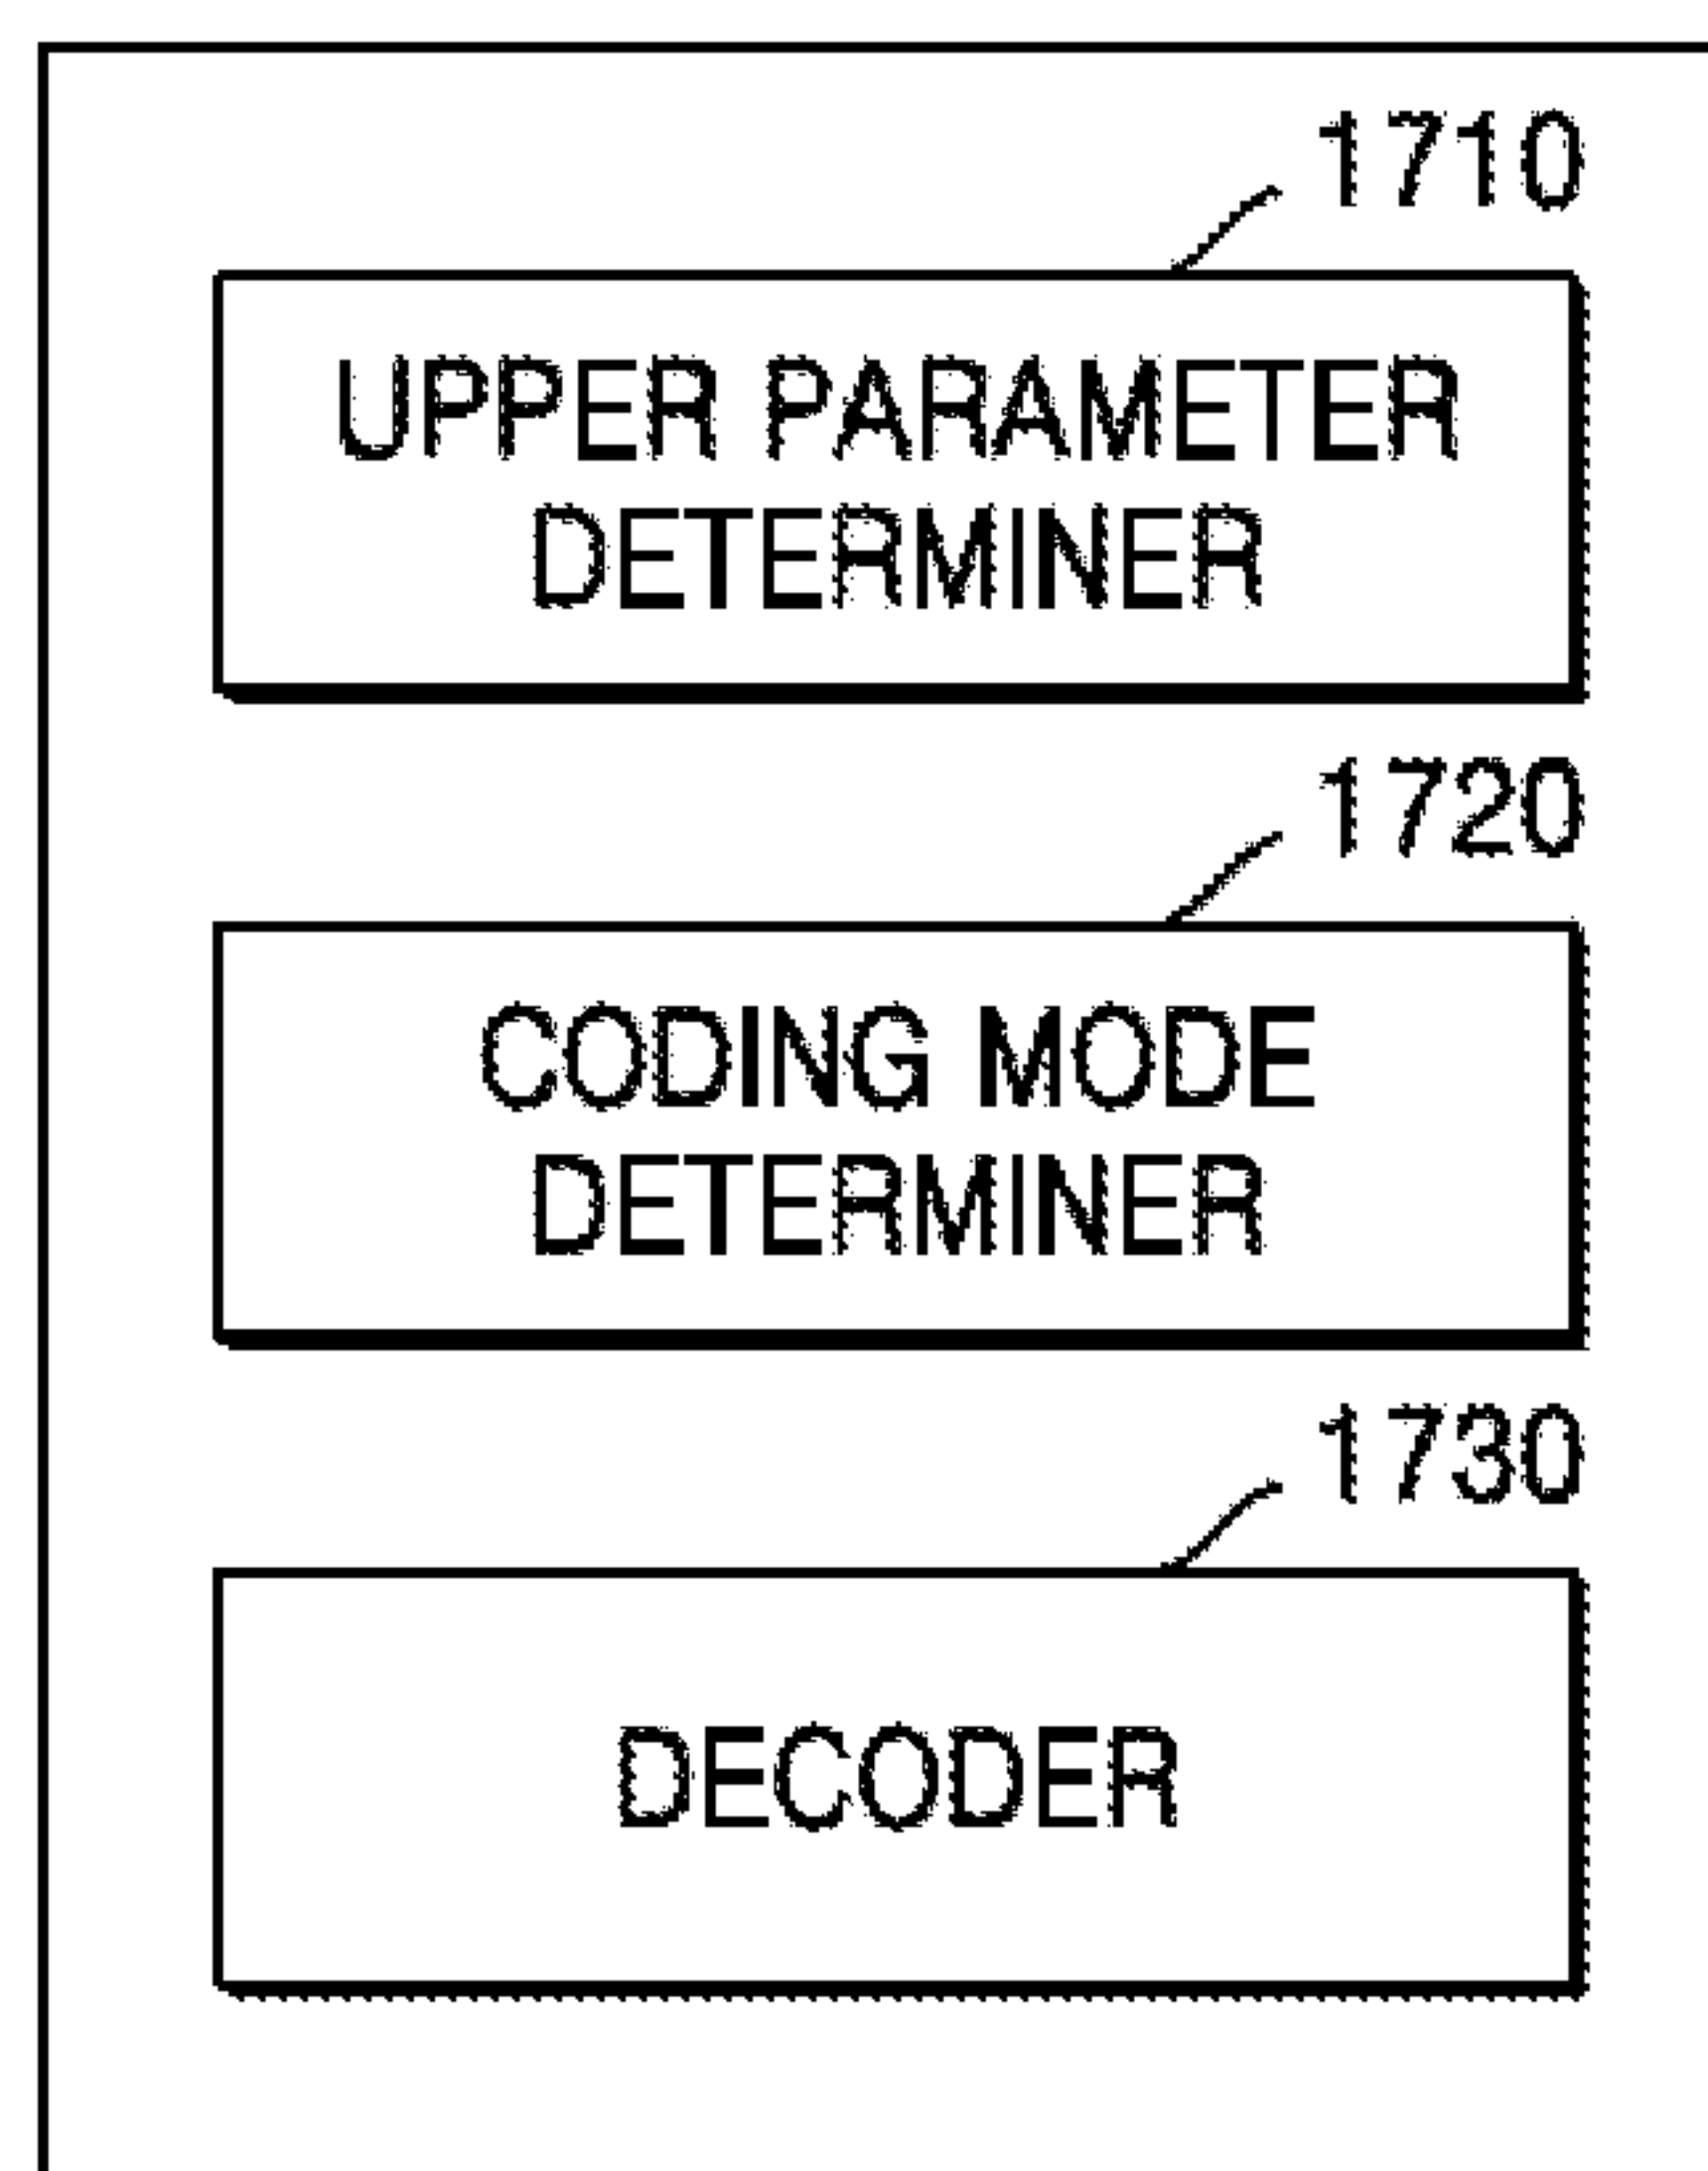 1710
UPPER PARAMETER
DETERMINER
1720
CODING MODE
DETERMINER
1730
DECODER